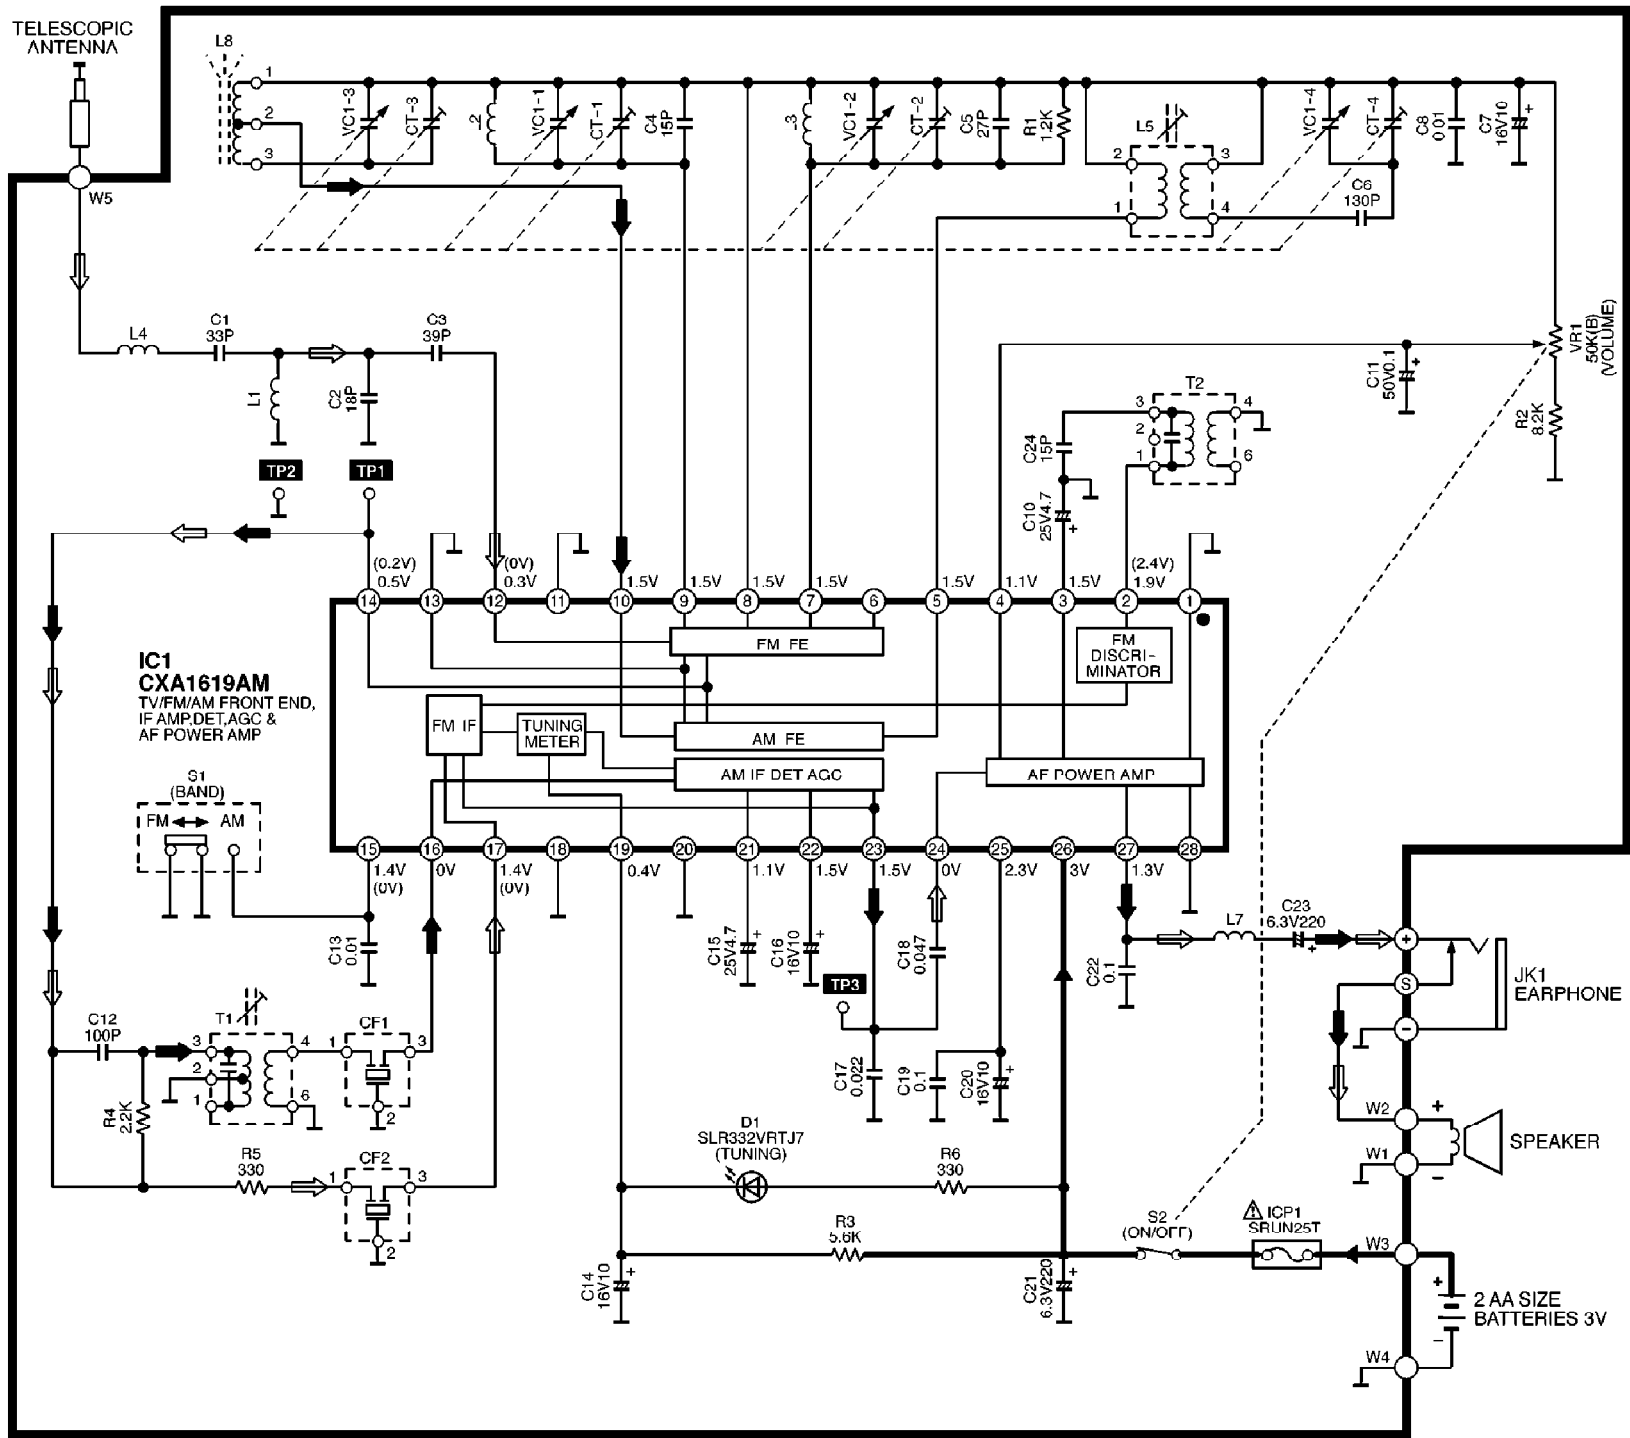 TELESCOPIC
ANTENNA
L8
1
2
3
VC1-3
CT-3
-2
VC1-1
CT-1
C4
15P
-3
VC1-2
CT-2
C5
27P
R1
1.2K
L5
2
3
1
4
VC1-4
CT-4
C8
0.01
C7
16V10
+
C6
130P
W5
L4
C1
33P
C3
39P
L1
C2
18P
TP2
TP1
T2
3
4
2
1
6
C24
15P
C10
25V4.7
+
C11
50V0.1
+
VR1
50K(B)
(VOLUME)
R2
8.2K
(0.2V)
0.5V
(0V)
0.3V
1.5V
1.5V
1.5V
1.5V
1.5V
1.1V
1.5V
(2.4V)
1.9V
14
13
12
11
10
9
8
7
6
5
4
3
2
1
FM FE
FM
DISCRI-
MINATOR
IC1
CXA1619AM
TV/FM/AM FRONT END,
IF AMP,DET,AGC &
AF POWER AMP
FM IF
TUNING
METER
AM FE
AM IF DET AGC
AF POWER AMP
S1
(BAND)
FM
AM
15
16
17
18
19
20
21
22
23
24
25
26
27
28
1.4V
(0V)
0V
1.4V
(0V)
0.4V
1.1V
1.5V
1.5V
0V
2.3V
3V
1.3V
C13
0.01
C15
25V4.7
+
C16
16V10
+
TP3
C18
0.047
C22
0.1
L7
C23
6.3V220
+
+
S
−
JK1
EARPHONE
C12
100P
T1
3
4
2
1
6
CF1
1
3
2
R4
2.2K
C17
0.022
C19
0.1
C20
16V10
+
R5
330
CF2
1
3
2
D1
SLR332VRTJ7
(TUNING)
R6
330
W2
+
SPEAKER
W1
−
R3
5.6K
S2
(ON/OFF)
ICP1
SRUN25T
W3
C14
16V10
+
C21
6.3V220
+
+
2 AA SIZE
BATTERIES 3V
−
W4